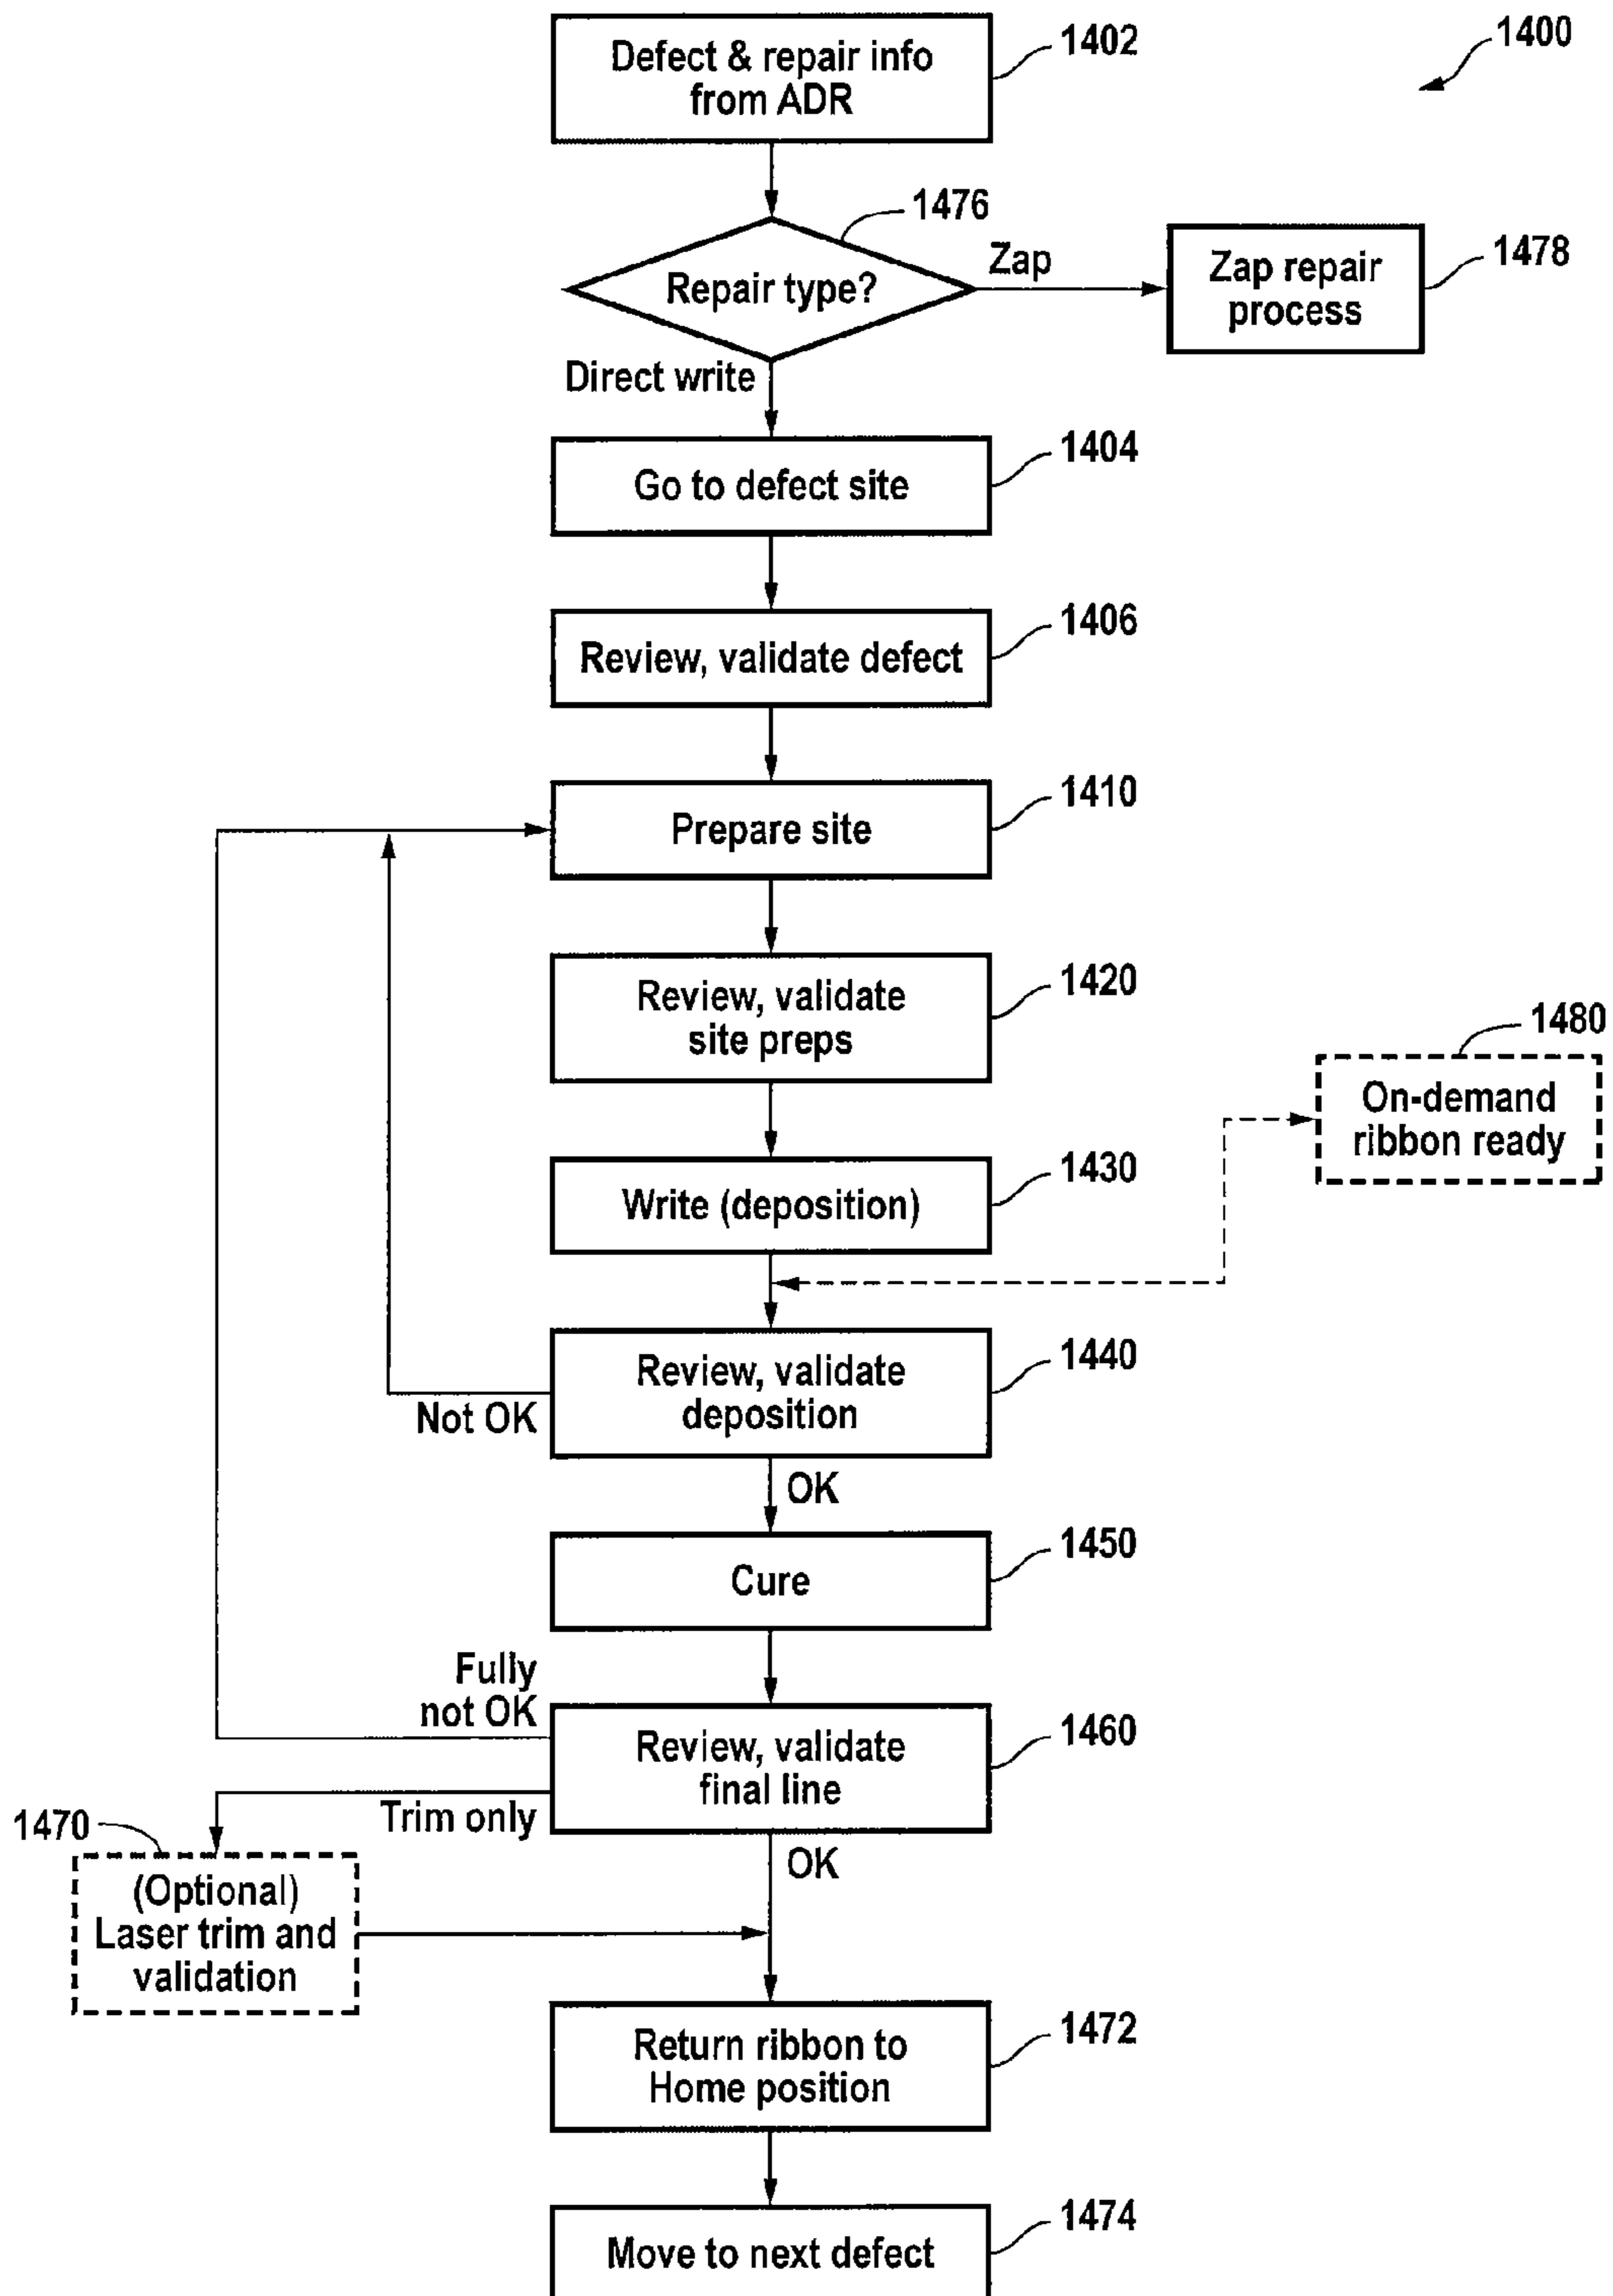 1400
Defect & repair info
from ADR
1402
1476
Repair type?
Zap
Zap repair
process
1478
Direct write
Go to defect site
1404
Review, validate defect
1406
Prepare site
1410
Review, validate
site preps
1420
1480
On-demand
ribbon ready
Write (deposition)
1430
Review, validate
deposition
1440
Not OK
OK
Cure
1450
Fully
not OK
Review, validate
final line
1460
Trim only
1470
(Optional)
Laser trim and
validation
OK
Return ribbon to
Home position
1472
Move to next defect
1474